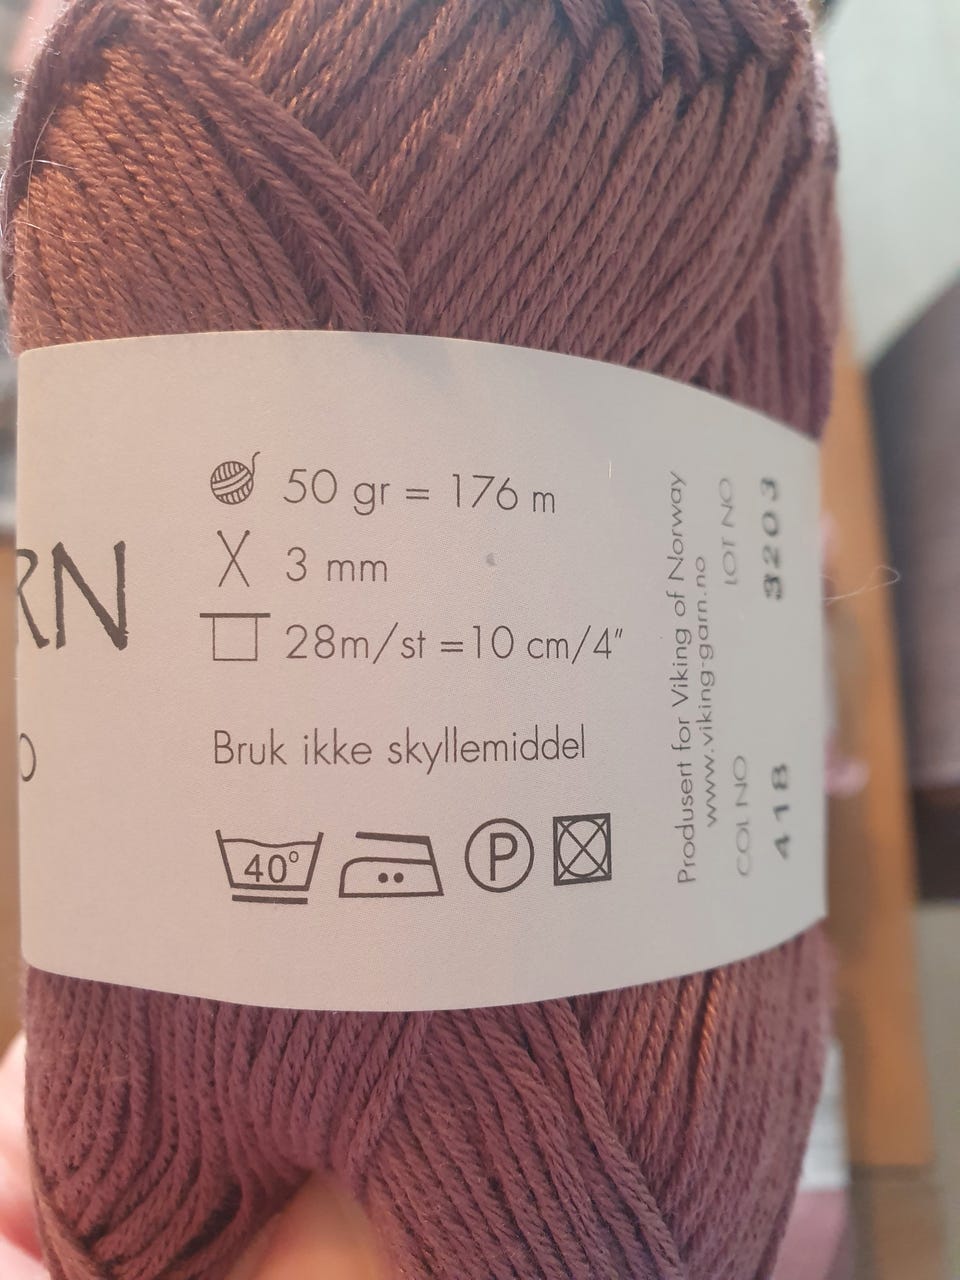 RN
O
50 gr = 176 m
3 mm
28m/st =10 cm/4"
Bruk ikke skyllemiddel
40°
P
Produsert for Viking of Norway
www.viking-garn.no
COL NO LOT NO
418 3203